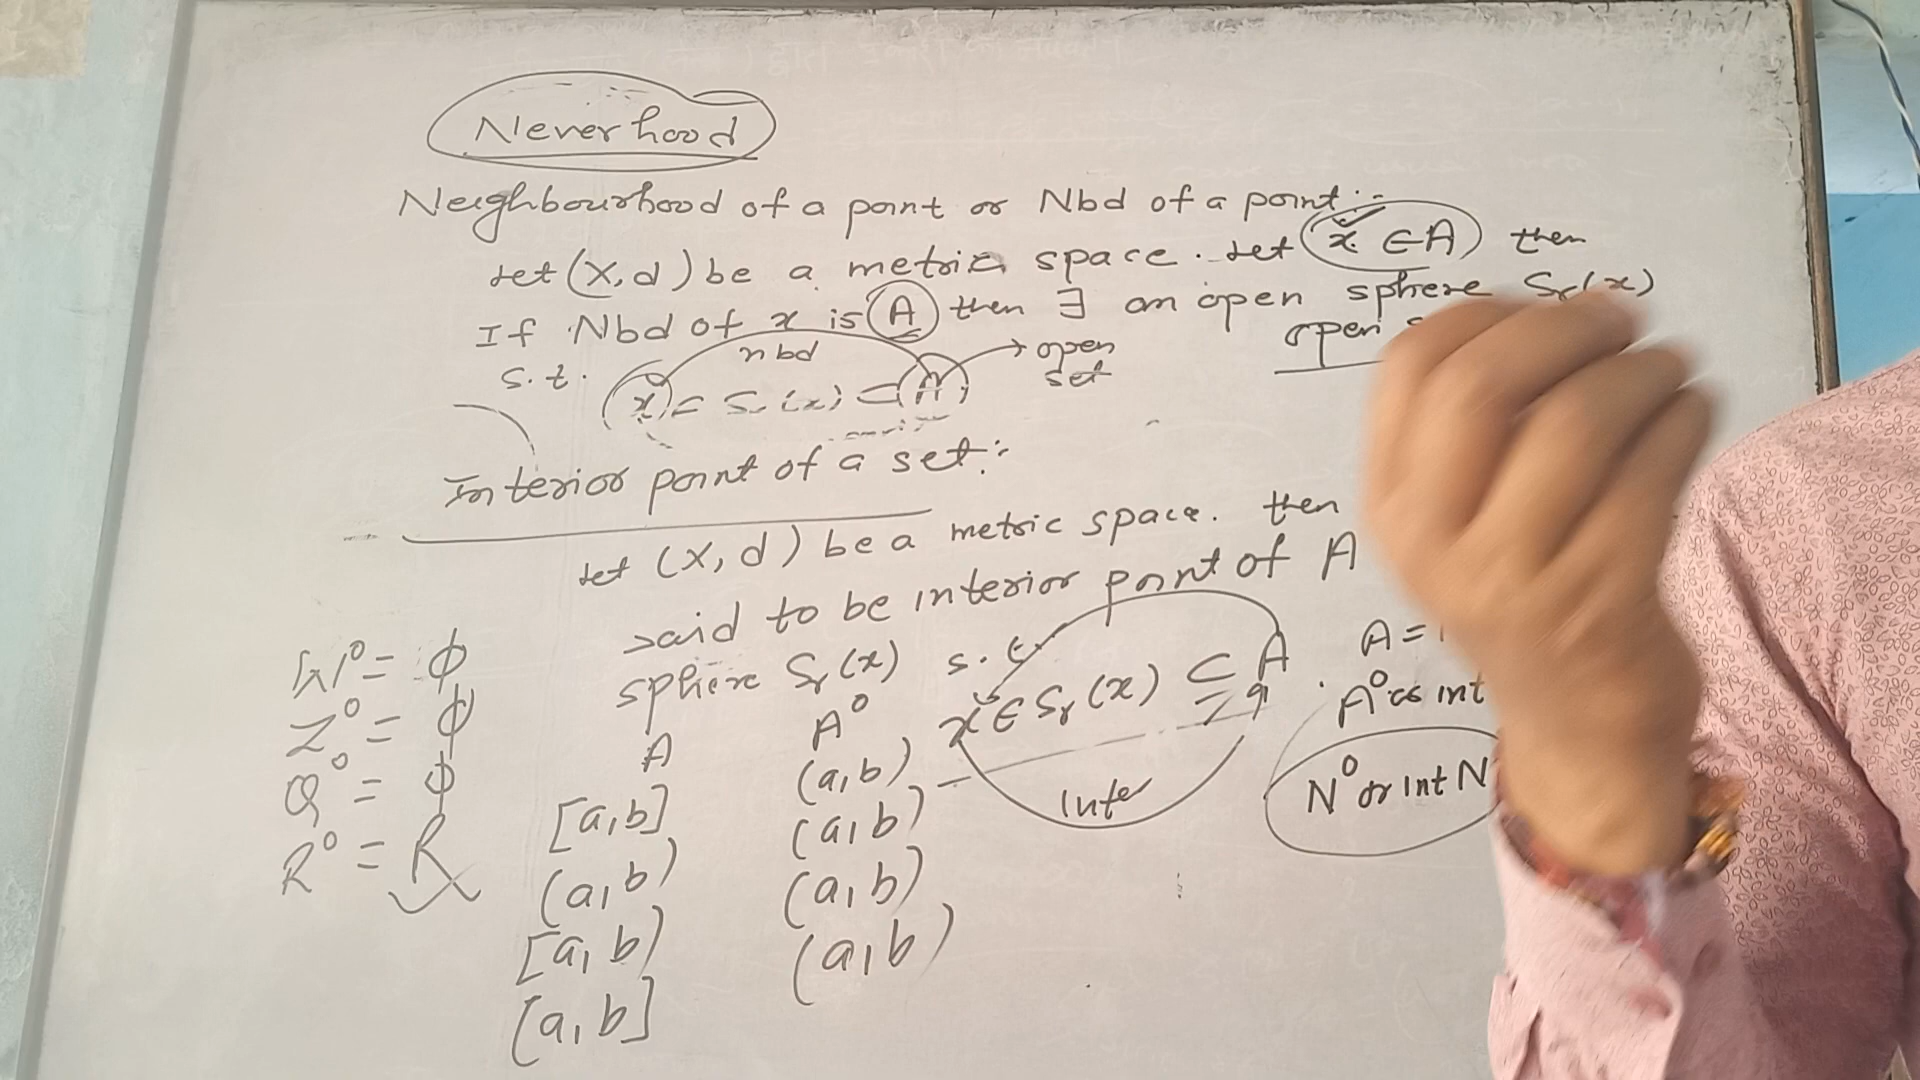 Neverhood
Neighbourhood of a point or Nbd of a point :-
Let (X, d) be a metric space. Let x ∈ A then
If Nbd of x is A then ∃ an open sphere Sr(x)
open
s.t. x ⊂ Sr(x) ⊂ A
nbd
→ open
set
Interior point of a set :-
Let (X, d) be a metric space. then
said to be interior point of A
sphere Sr(x) s.t.
x ∈ Sr(x) ⊆ A
Inter
A =
A° or int
N° or int N
N° = φ
Z° = φ
Q° = φ
R° = R
A A°
[a, b] (a, b)
(a, b) (a, b)
[a, b) (a, b)
[a, b] (a, b)